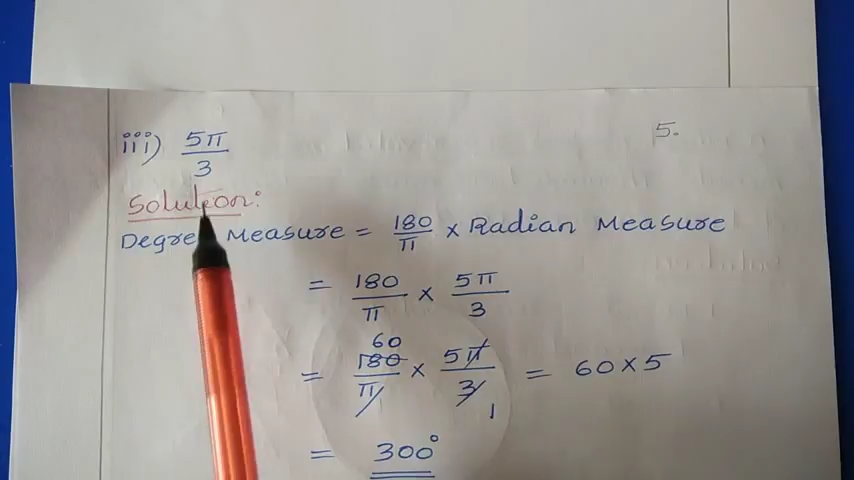 iii) 5π/3
5.
Solution:
Degree Measure = 180/π × Radian Measure
= 180/π × 5π/3
60
= 180/π × 5π/3 = 60×5
1
= 300°